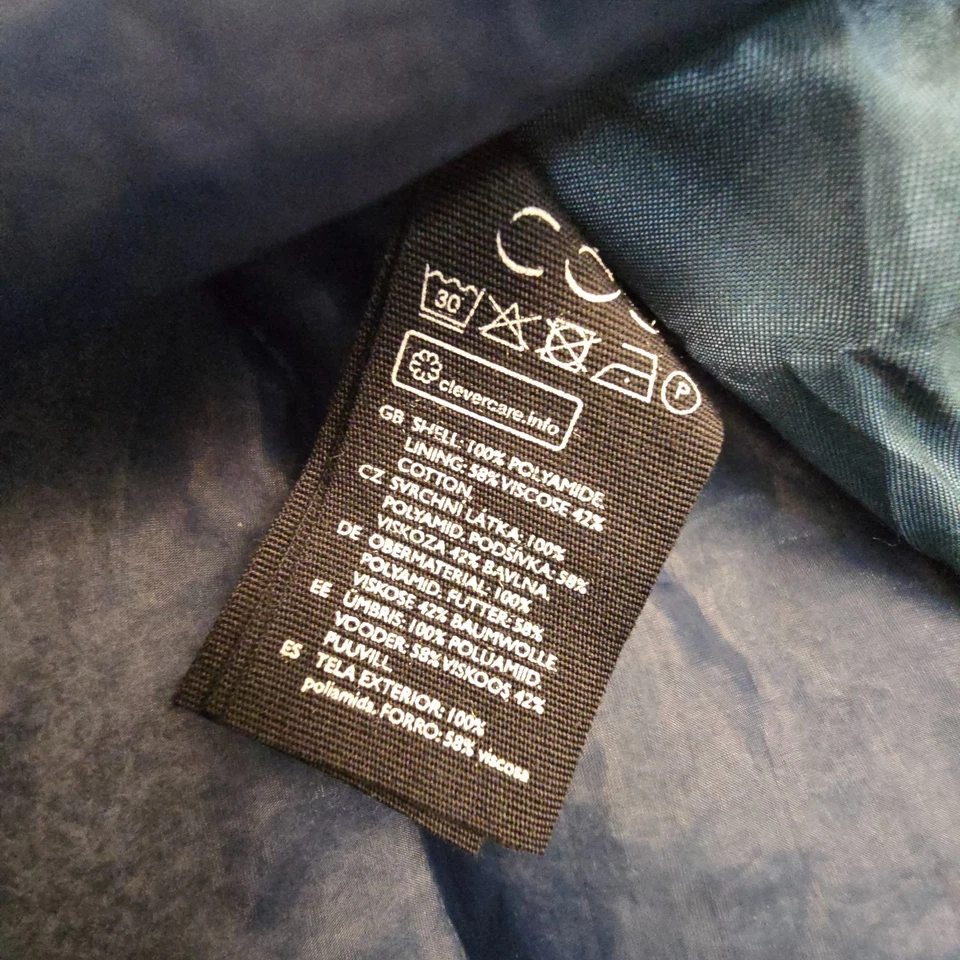 30
P
clevercare.info
GB SHELL: 100% POLYAMIDE.
LINING: 58% VISCOSE 42%
COTTON.
CZ SVRCHNÍ LÁTKA: 100%
POLYAMID. PODŠÍVKA: 58%
VISKÓZA 42% BAVLNA.
DE OBERMATERIAL: 100%
POLYAMID. FUTTER: 58%
VISKOSE 42% BAUMWOLLE.
EE ÜMBRIS: 100% POLÜAMIID.
VOODER: 58% VISKOOS 42%
PUUVILL.
ES TELA EXTERIOR: 100%
poliamida. FORRO: 58% viscosa